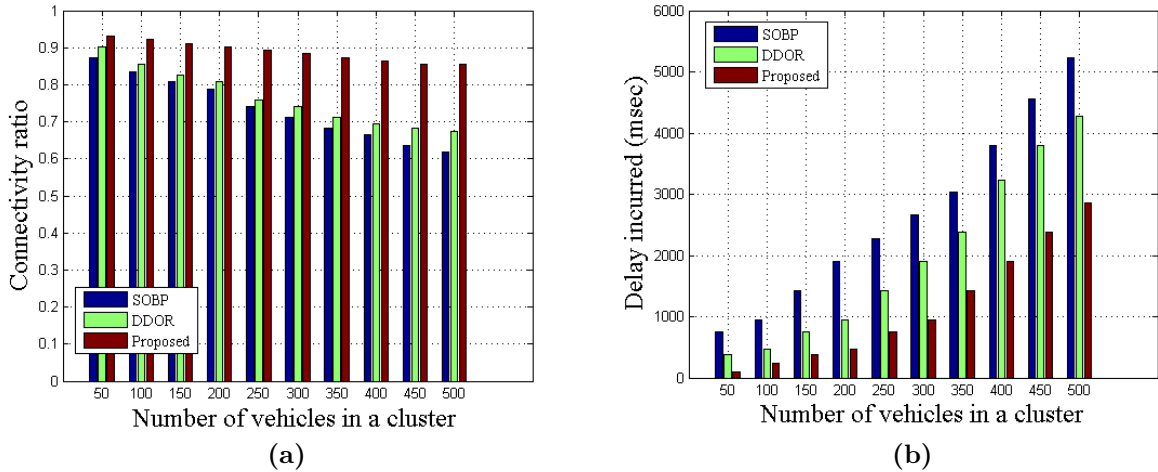 1
0.9
0.8
0.7
0.6
0.5
0.4
0.3
0.2
0.1
0
Connectivity ratio
SOBP
DDOR
Proposed
50 100 150 200 250 300 350 400 450 500
Number of vehicles in a cluster
(a)
6000
5000
4000
3000
2000
1000
0
Delay incurred (msec)
SOBP
DDOR
Proposed
50 100 150 200 250 300 350 400 450 500
Number of vehicles in a cluster
(b)